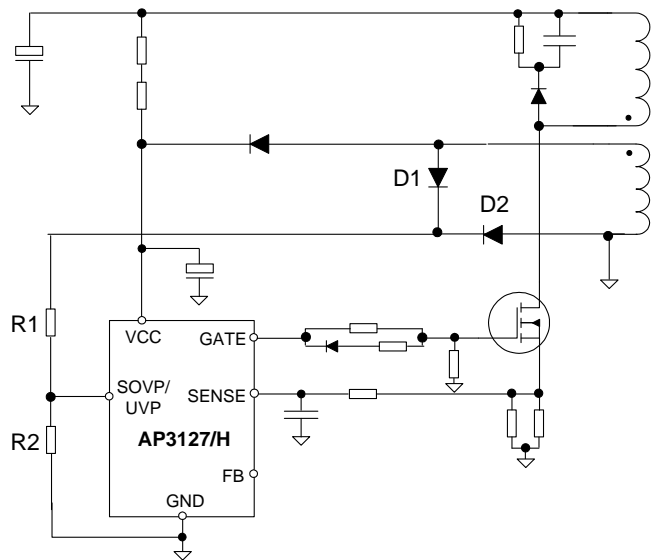 D1
D2
R1
VCC
GATE
SOVP/
UVP
SENSE
R2
AP3127/H
FB
GND